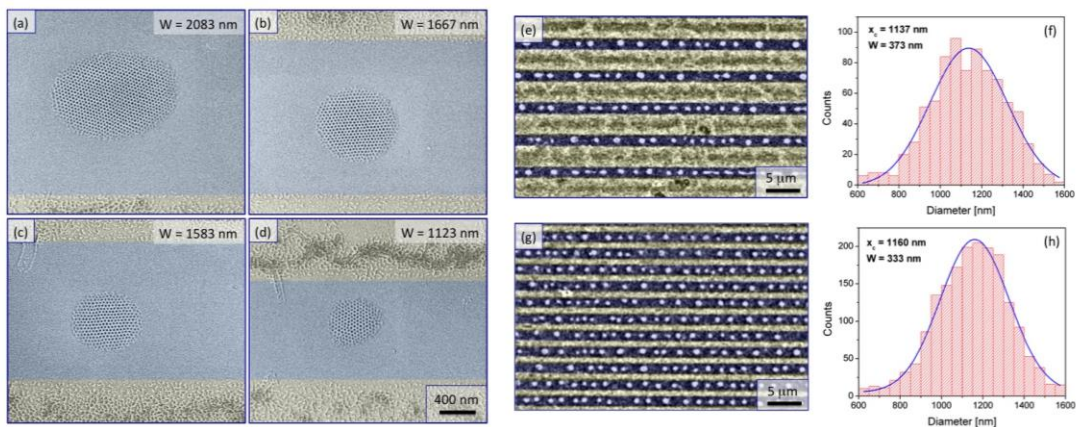 (a)
W = 2083 nm
(b)
W = 1667 nm
(c)
W = 1583 nm
(d)
W = 1123 nm
400 nm
(e)
5 μm
(f)
x_c = 1137 nm
W = 373 nm
100
80
60
40
20
0
Counts
600 800 1000 1200 1400 1600
Diameter [nm]
(g)
5 μm
(h)
x_c = 1160 nm
W = 333 nm
200
150
100
50
0
Counts
600 800 1000 1200 1400 1600
Diameter [nm]